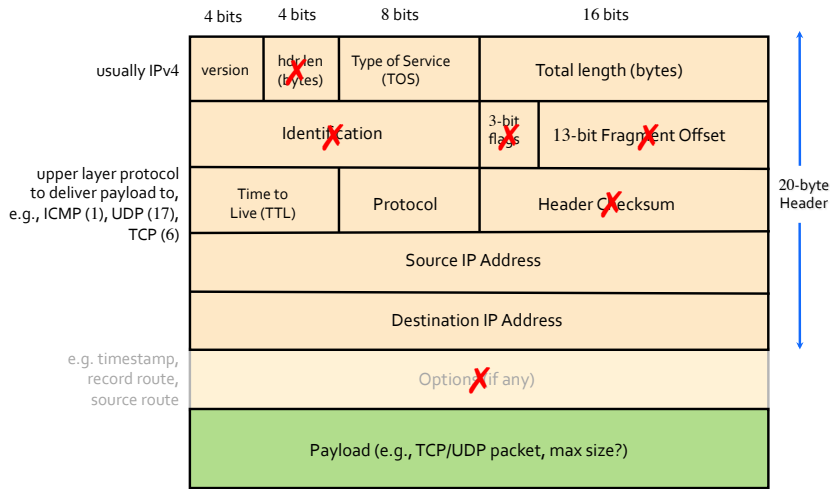 4 bits
4 bits
8 bits
16 bits
usually IPv4
version
hdr len
(bytes)
Type of Service
(TOS)
Total length (bytes)
Identification
3-bit
flags
13-bit Fragment Offset
upper layer protocol
to deliver payload to,
e.g., ICMP (1), UDP (17),
TCP (6)
Time to
Live (TTL)
Protocol
Header Checksum
20-byte
Header
Source IP Address
Destination IP Address
e.g. timestamp,
record route,
source route
Options (if any)
Payload (e.g., TCP/UDP packet, max size?)